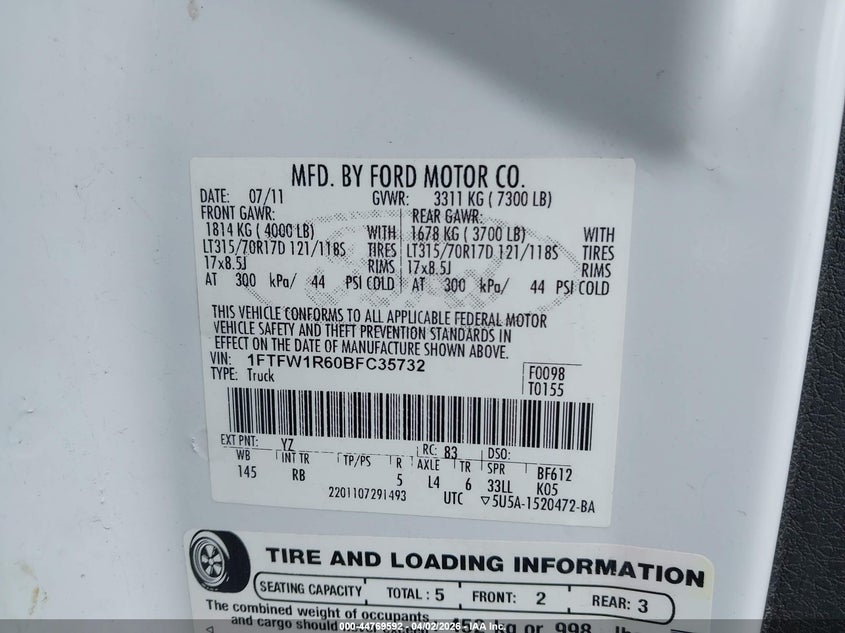 MFD. BY FORD MOTOR CO.
DATE: 07/11 GVWR: 3311 KG ( 7300 LB)
FRONT GAWR: REAR GAWR:
1814 KG ( 4000 LB) WITH 1678 KG ( 3700 LB) WITH
LT315/70R17D 121/118S TIRES LT315/70R17D 121/118S TIRES
17x8.5J RIMS 17x8.5J RIMS
AT 300 kPa/ 44 PSI COLD AT 300 kPa/ 44 PSI COLD
THIS VEHICLE CONFORMS TO ALL APPLICABLE FEDERAL MOTOR
VEHICLE SAFETY AND THEFT PREVENTION STANDARDS IN
EFFECT ON THE DATE OF MANUFACTURE SHOWN ABOVE.
VIN: 1FTFW1R60BFC35732 F0098
TYPE: Truck T0155
EXT PNT: YZ RC: 83 DSO:
WB INT TR TP/PS R AXLE TR SPR BF612
145 RB 5 L4 6 33LL K05
2201107291493 UTC ▽5U5A-1520472-BA
TIRE AND LOADING INFORMATION
SEATING CAPACITY TOTAL : 5 FRONT: 2 REAR: 3
The combined weight of occupants
and cargo should kg or 998
000-44769592 - 04/02/2026 - IAA Inc.